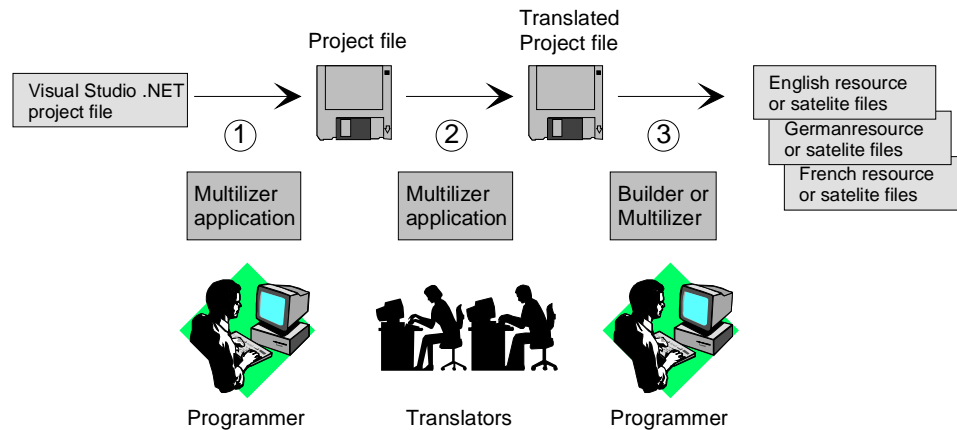 Project file
Translated
Project file
Visual Studio .NET
project file
English resource
or satelite files
Germanresource
or satelite files
French resource
or satelite files
1
2
3
Multilizer
application
Multilizer
application
Builder or
Multilizer
Programmer
Translators
Programmer